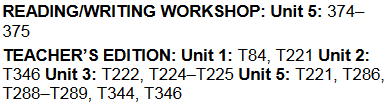 READING/WRITING WORKSHOP: Unit 5: 374–
375
TEACHER'S EDITION: Unit 1: T84, T221 Unit 2:
T346 Unit 3: T222, T224–T225 Unit 5: T221, T286,
T288–T289, T344, T346